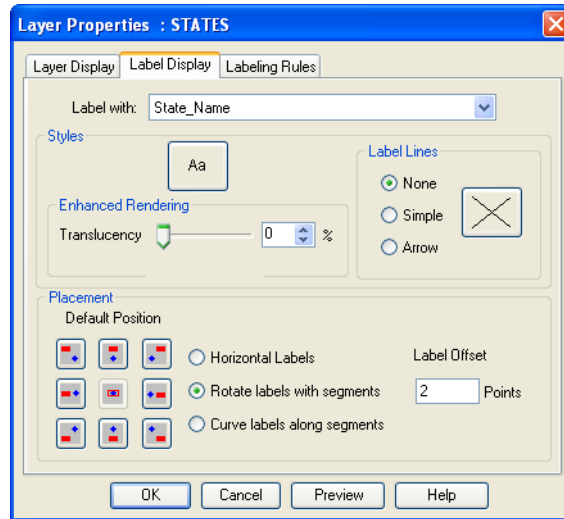 Layer Properties : STATES
Layer Display Label Display Labeling Rules
Label with: State_Name
Styles
Aa
Label Lines
None
Simple
Arrow
Enhanced Rendering
Translucency 0 %
Placement
Default Position
Horizontal Labels
Rotate labels with segments
Curve labels along segments
Label Offset
2 Points
OK Cancel Preview Help